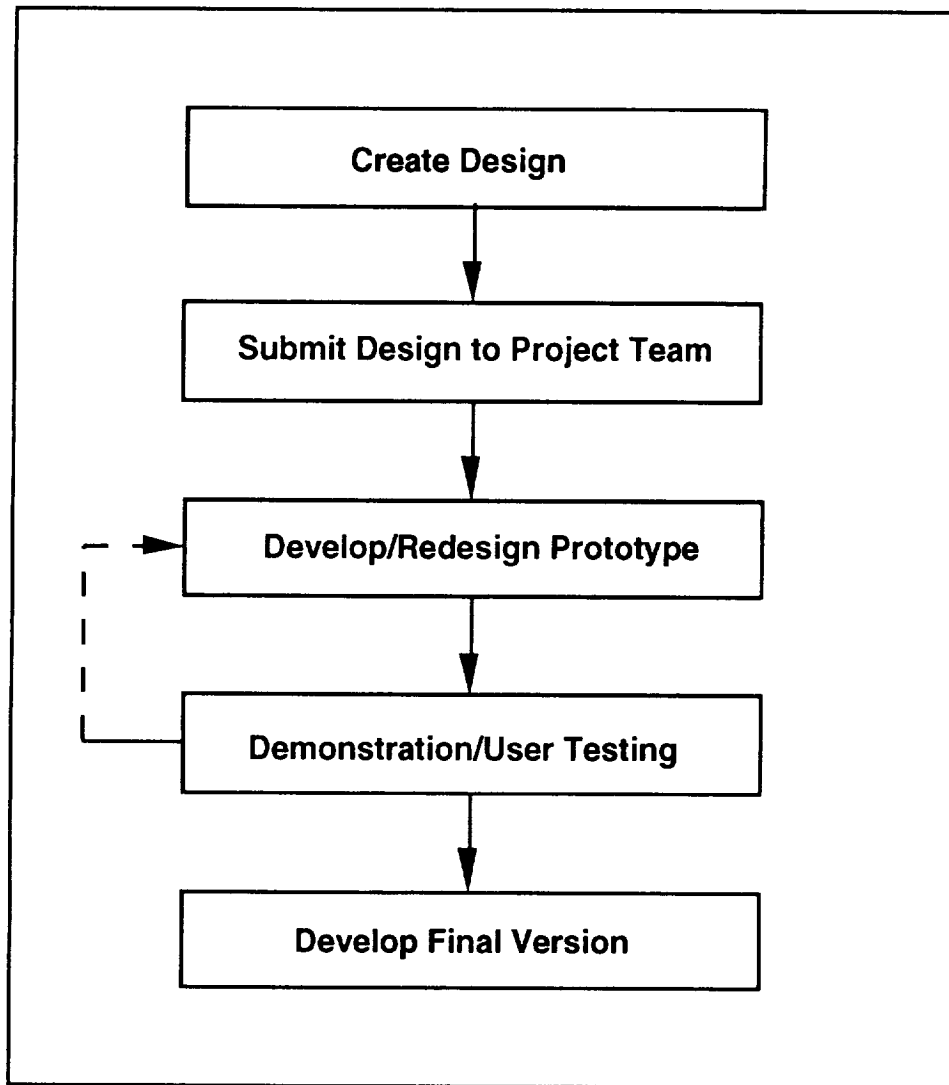 Create Design
Submit Design to Project Team
Develop/Redesign Prototype
Demonstration/User Testing
Develop Final Version